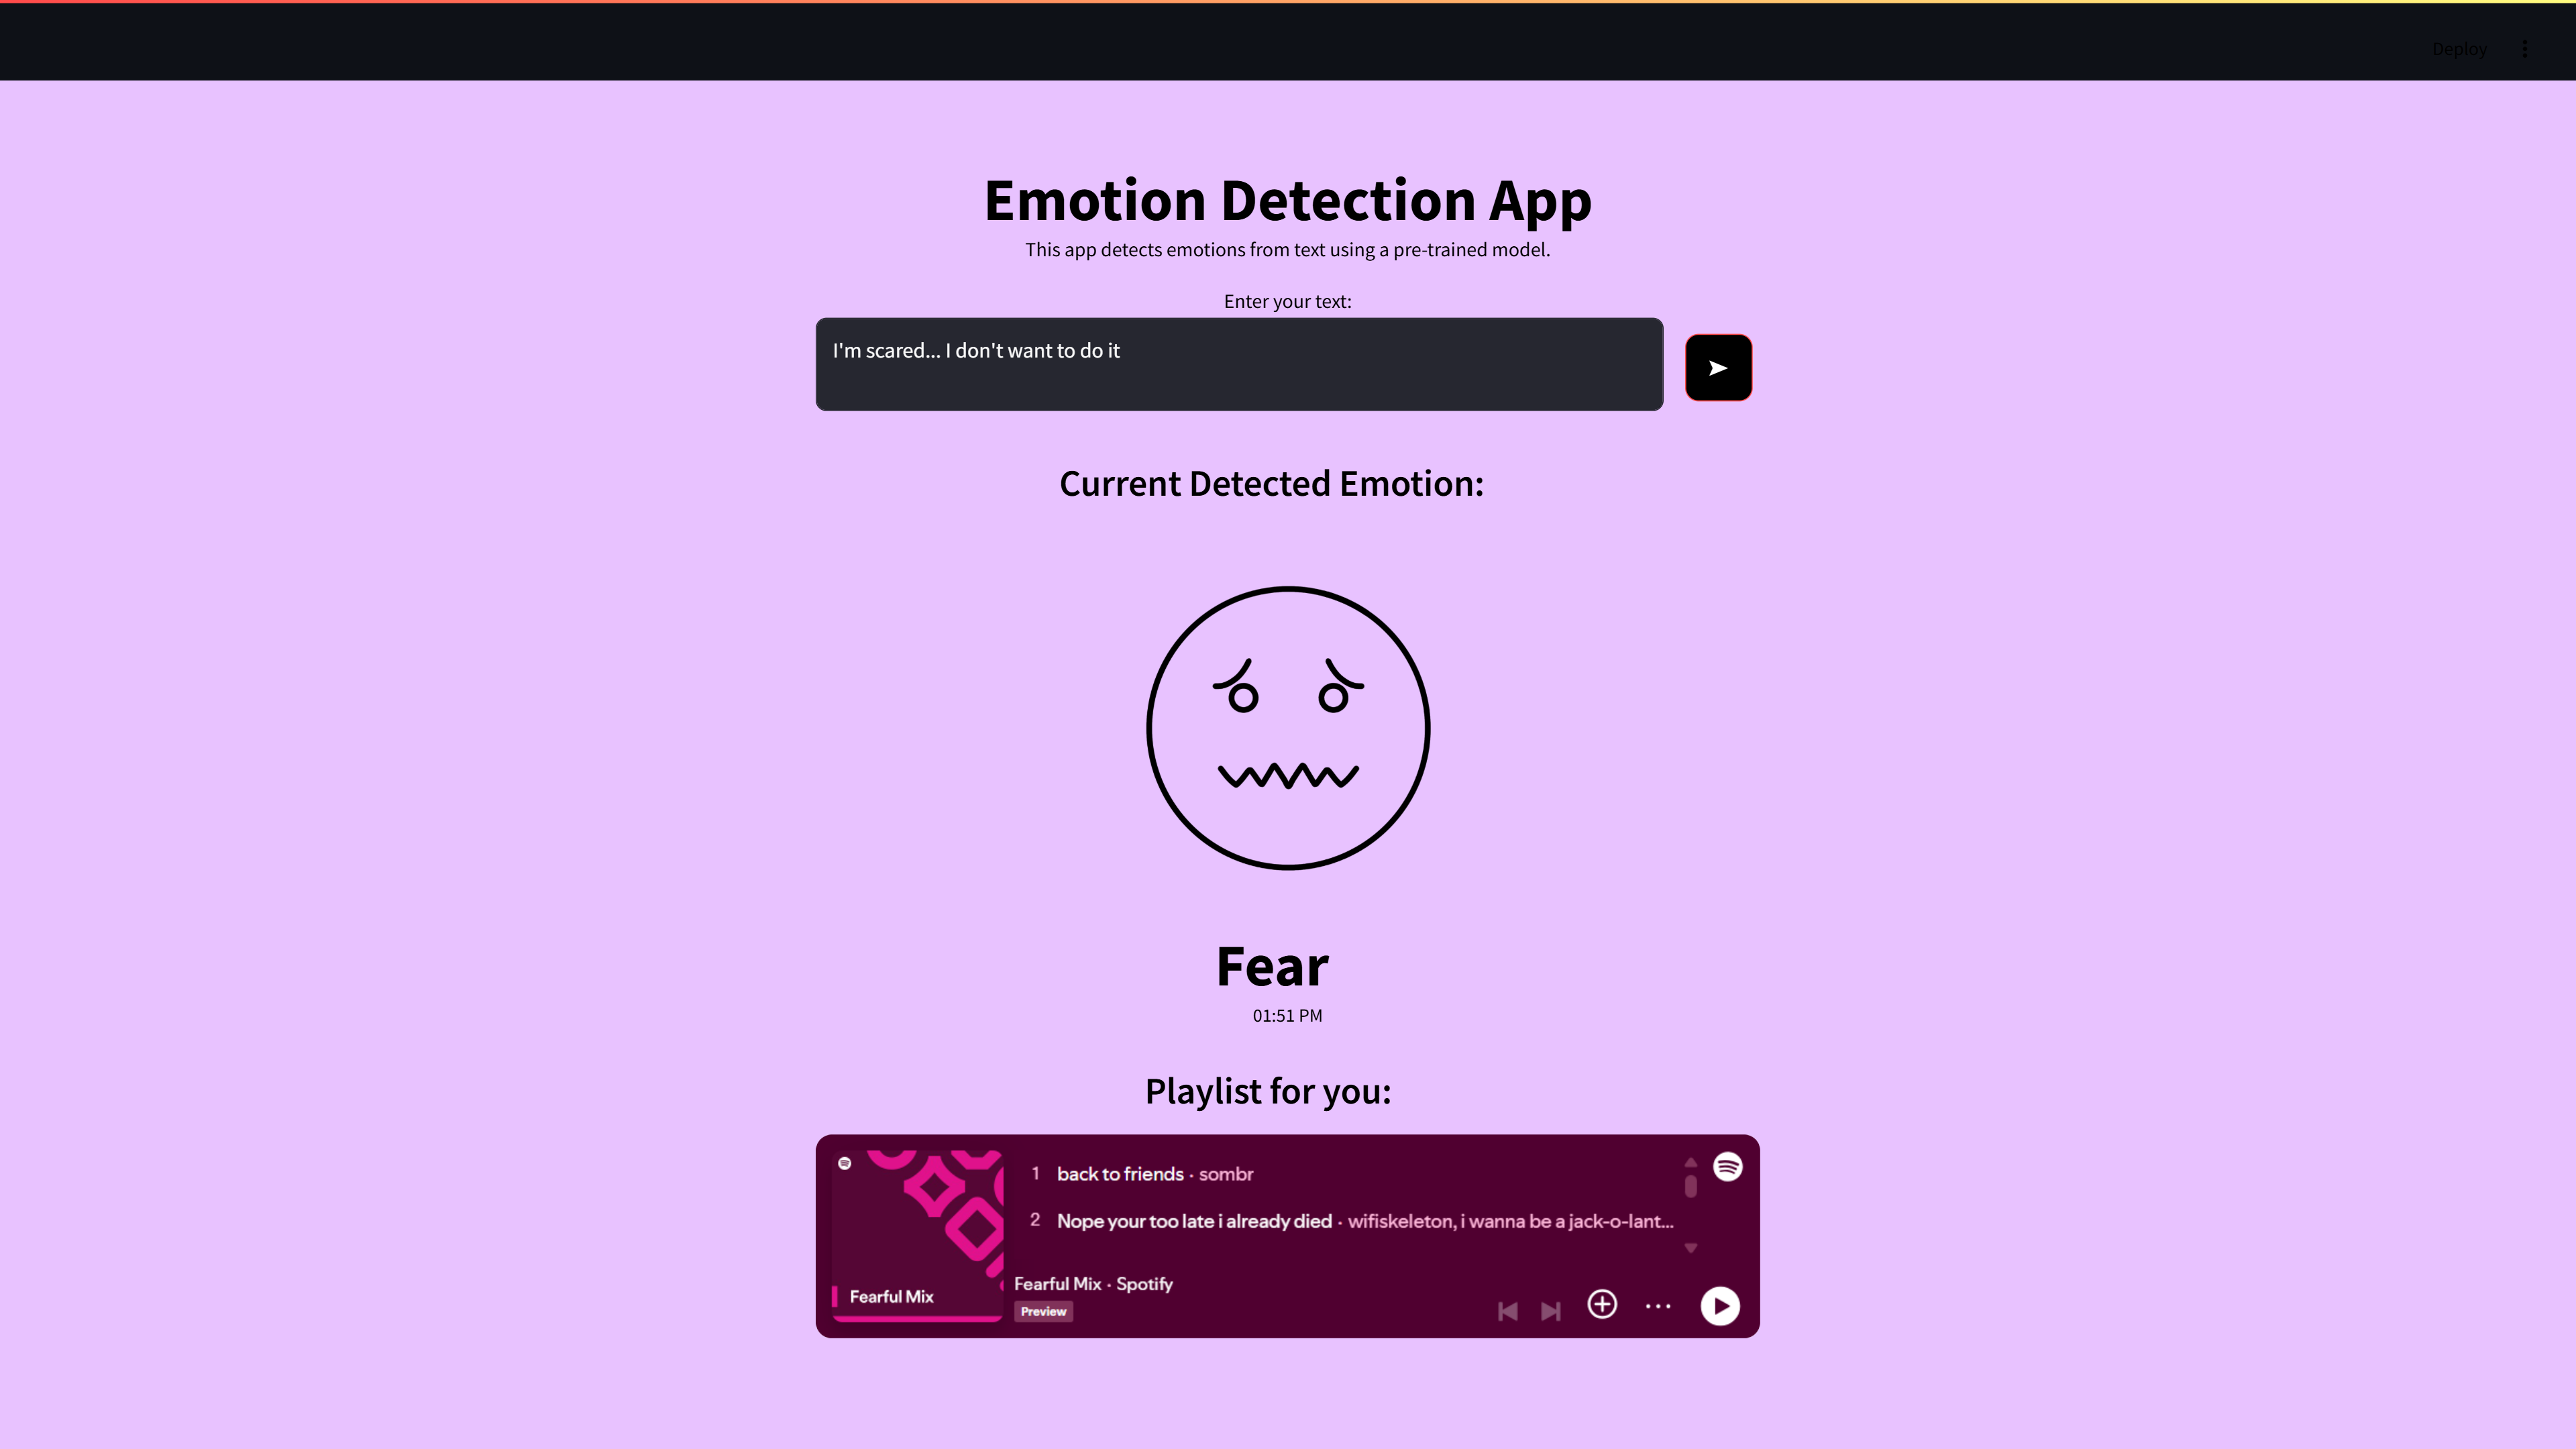 Deploy
Emotion Detection App
This app detects emotions from text using a pre-trained model.
Enter your text:
I'm scared... I don't want to do it
Current Detected Emotion:
Fear
01:51 PM
Playlist for you:
1 back to friends · sombr
2 Nope your too late i already died · wifiskeleton, i wanna be a jack-o-lant...
Fearful Mix
Fearful Mix · Spotify
Preview